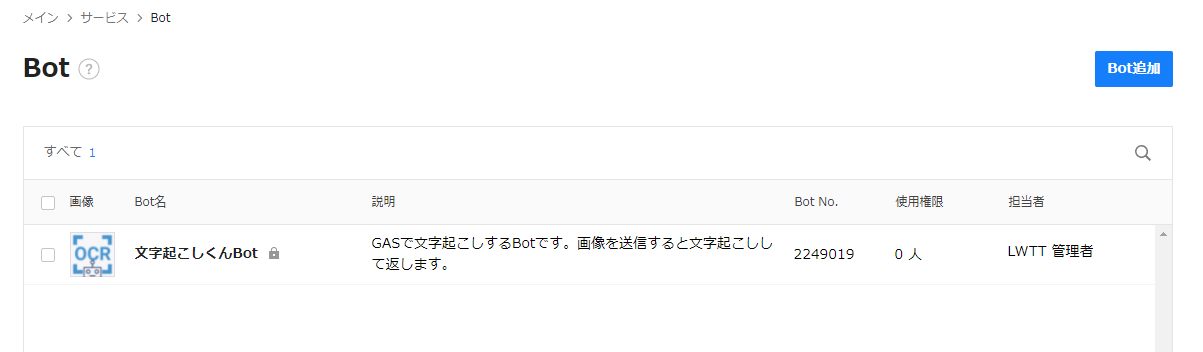 メイン > サービス > Bot
Bot ?
Bot追加
すべて 1
画像 Bot名 説明 Bot No. 使用権限 担当者
OCR 文字起こしくんBot GASで文字起こしするBotです。画像を送信すると文字起こしし
て返します。 2249019 0 人 LWTT 管理者